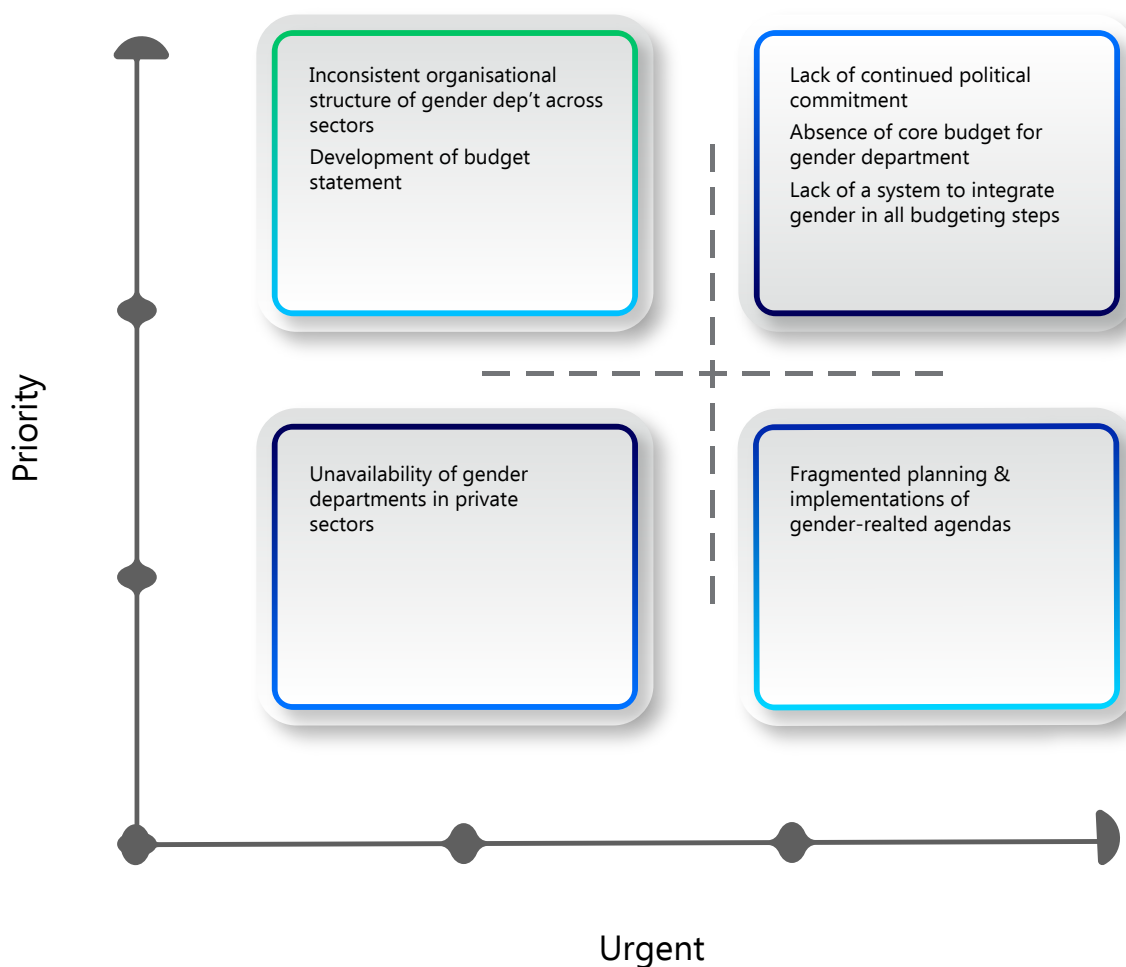 Inconsistent organisational
structure of gender dep’t across
sectors
Development of budget
statement
Lack of continued political
commitment
Absence of core budget for
gender department
Lack of a system to integrate
gender in all budgeting steps
Priority
Unavailability of gender
departments in private
sectors
Fragmented planning &
implementations of
gender-realted agendas
Urgent